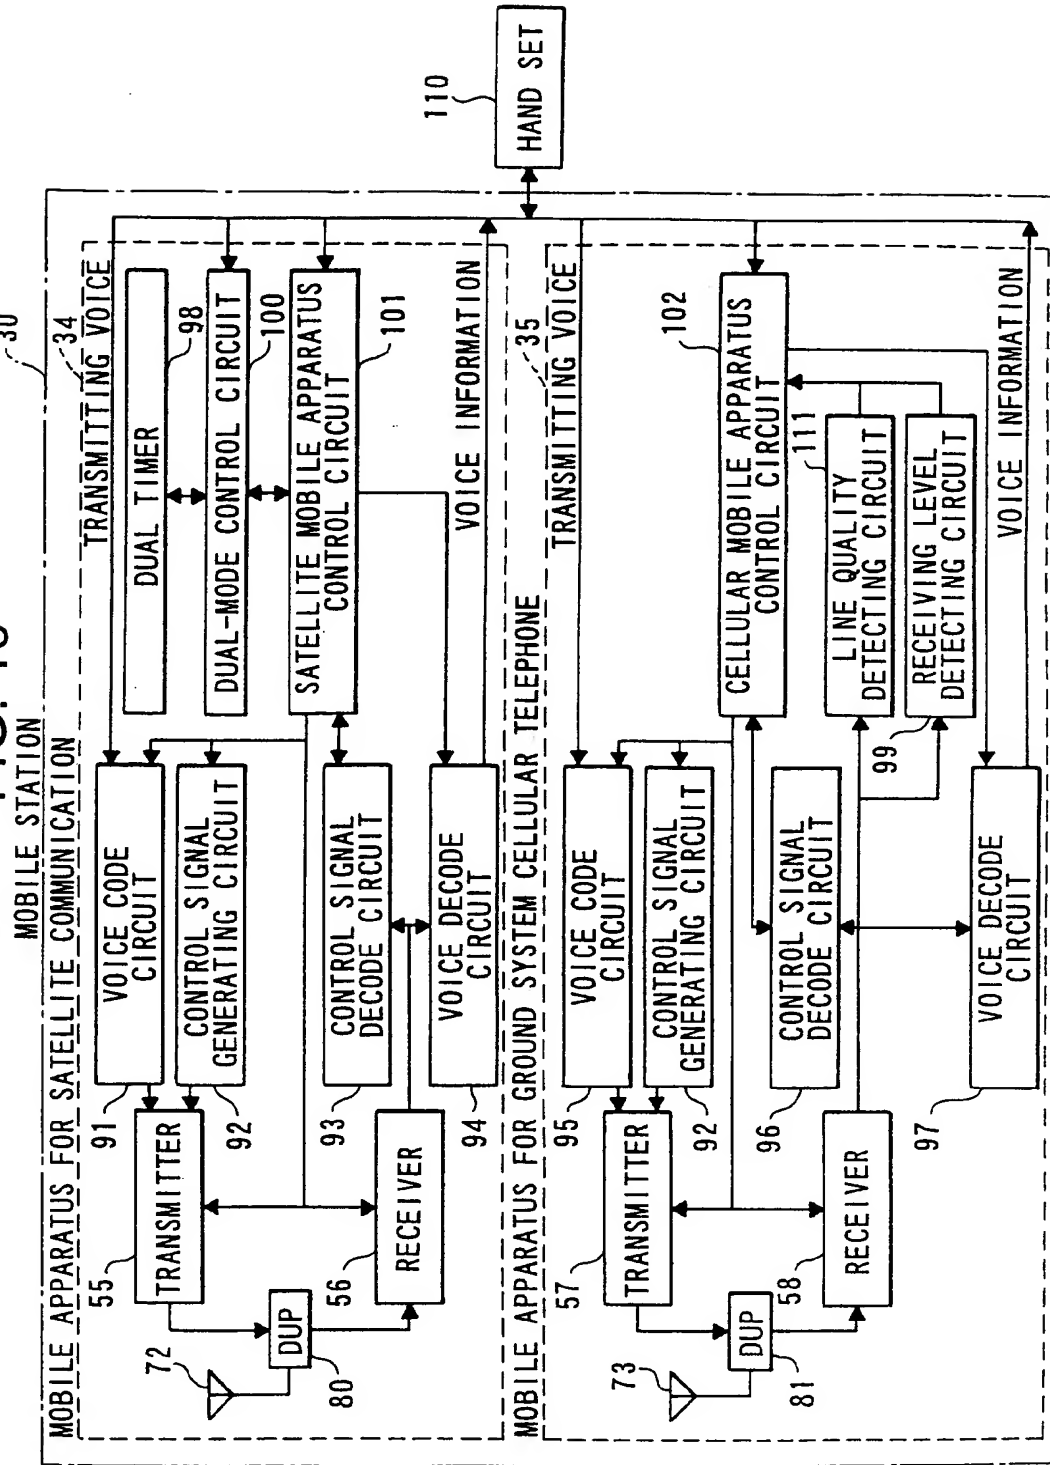 MOBILE STATION
30
MOBILE APPARATUS FOR SATELLITE COMMUNICATION
34
TRANSMITTING VOICE
72
DUP
80
55
TRANSMITTER
56
RECEIVER
91
VOICE CODE
CIRCUIT
92
CONTROL SIGNAL
GENERATING CIRCUIT
93
CONTROL SIGNAL
DECODE CIRCUIT
94
VOICE DECODE
CIRCUIT
DUAL TIMER
98
DUAL-MODE CONTROL CIRCUIT
100
SATELLITE MOBILE APPARATUS
CONTROL CIRCUIT
101
VOICE INFORMATION
110
HAND SET
MOBILE APPARATUS FOR GROUND SYSTEM CELLULAR TELEPHONE
35
TRANSMITTING VOICE
73
DUP
81
57
TRANSMITTER
58
RECEIVER
95
VOICE CODE
CIRCUIT
92
CONTROL SIGNAL
GENERATING CIRCUIT
96
CONTROL SIGNAL
DECODE CIRCUIT
97
VOICE DECODE
CIRCUIT
102
CELLULAR MOBILE APPARATUS
CONTROL CIRCUIT
111
LINE QUALITY
DETECTING CIRCUIT
99
RECEIVING LEVEL
DETECTING CIRCUIT
VOICE INFORMATION